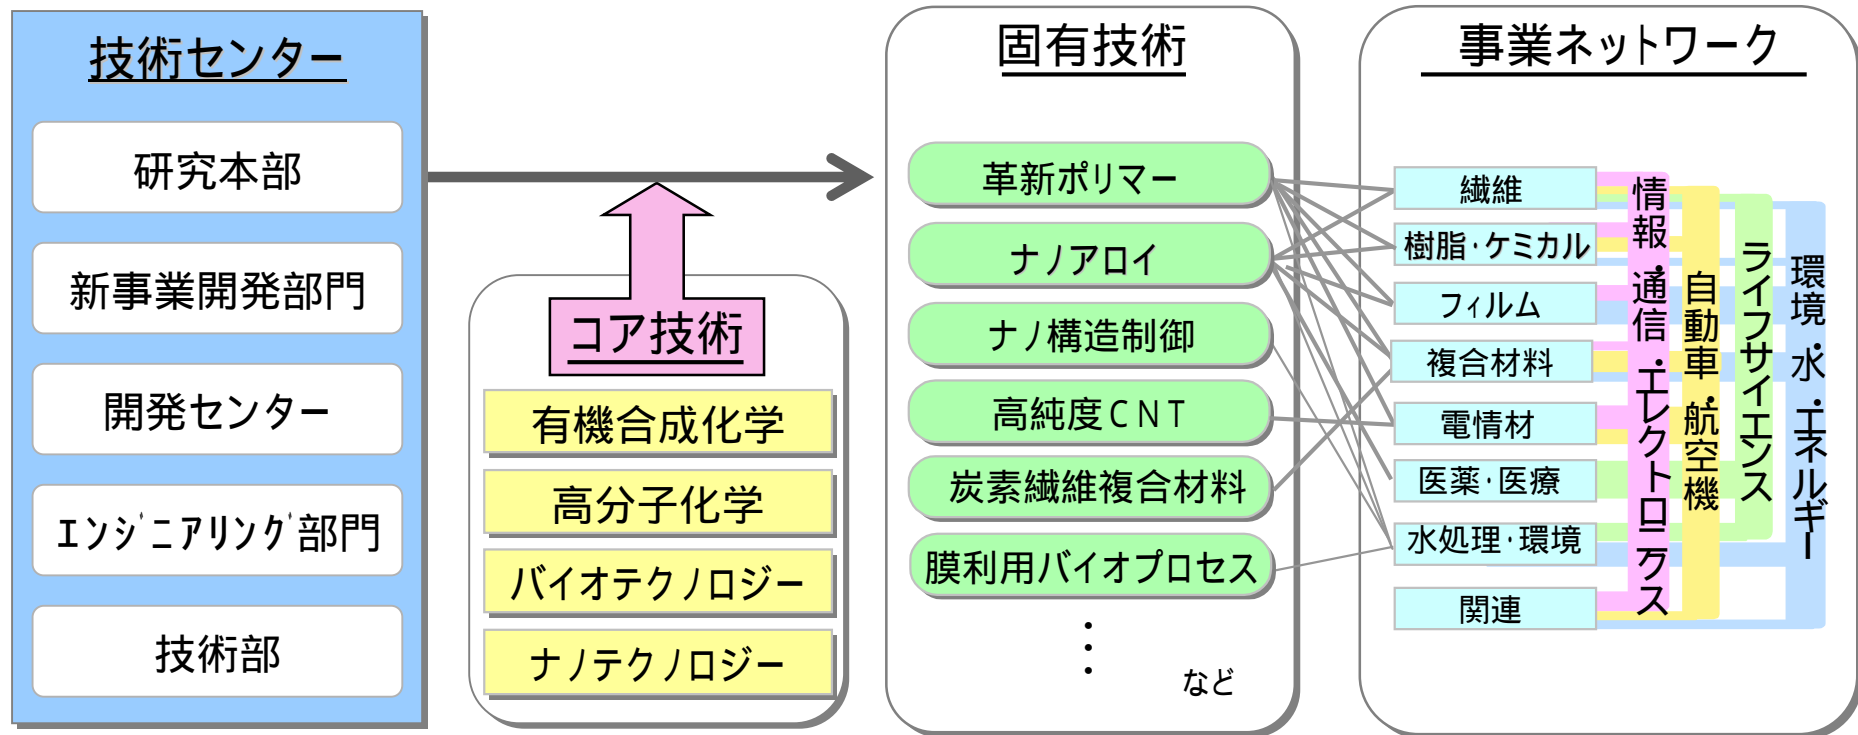 技術センター
研究本部
新事業開発部門
開発センター
エンジニアリング部門
技術部
コア技術
有機合成化学
高分子化学
バイオテクノロジー
ナノテクノロジー
固有技術
革新ポリマー
ナノアロイ
ナノ構造制御
高純度CNT
炭素繊維複合材料
膜利用バイオプロセス
・・・
など
事業ネットワーク
繊維
樹脂・ケミカル
フィルム
複合材料
電情材
医薬・医療
水処理・環境
関連
情報・通信・エレクトロニクス
自動車・航空機
ライフサイエンス
環境・水・エネルギー